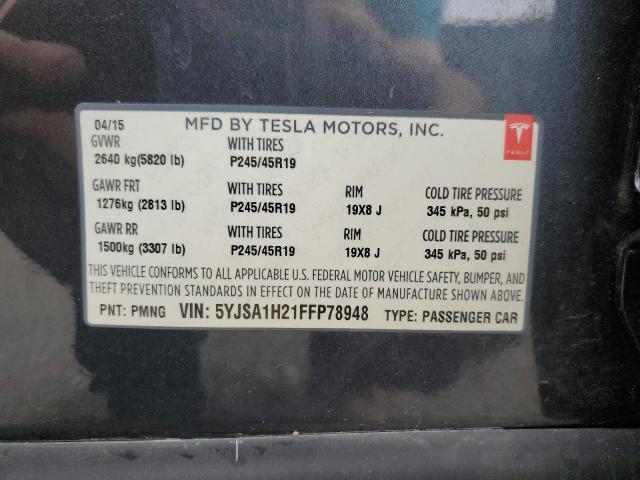 04/15 MFD BY TESLA MOTORS, INC.
TESLA
GVWR WITH TIRES
2640 kg(5820 lb) P245/45R19
GAWR FRT WITH TIRES RIM COLD TIRE PRESSURE
1276kg (2813 lb) P245/45R19 19X8 J 345 kPa, 50 psi
GAWR RR WITH TIRES RIM COLD TIRE PRESSURE
1500kg (3307 lb) P245/45R19 19X8 J 345 kPa, 50 psi
THIS VEHICLE CONFORMS TO ALL APPLICABLE U.S. FEDERAL MOTOR VEHICLE SAFETY, BUMPER, AND
THEFT PREVENTION STANDARDS IN EFFECT ON THE DATE OF MANUFACTURE SHOWN ABOVE.
PNT: PMNG VIN: 5YJSA1H21FFP78948 TYPE: PASSENGER CAR